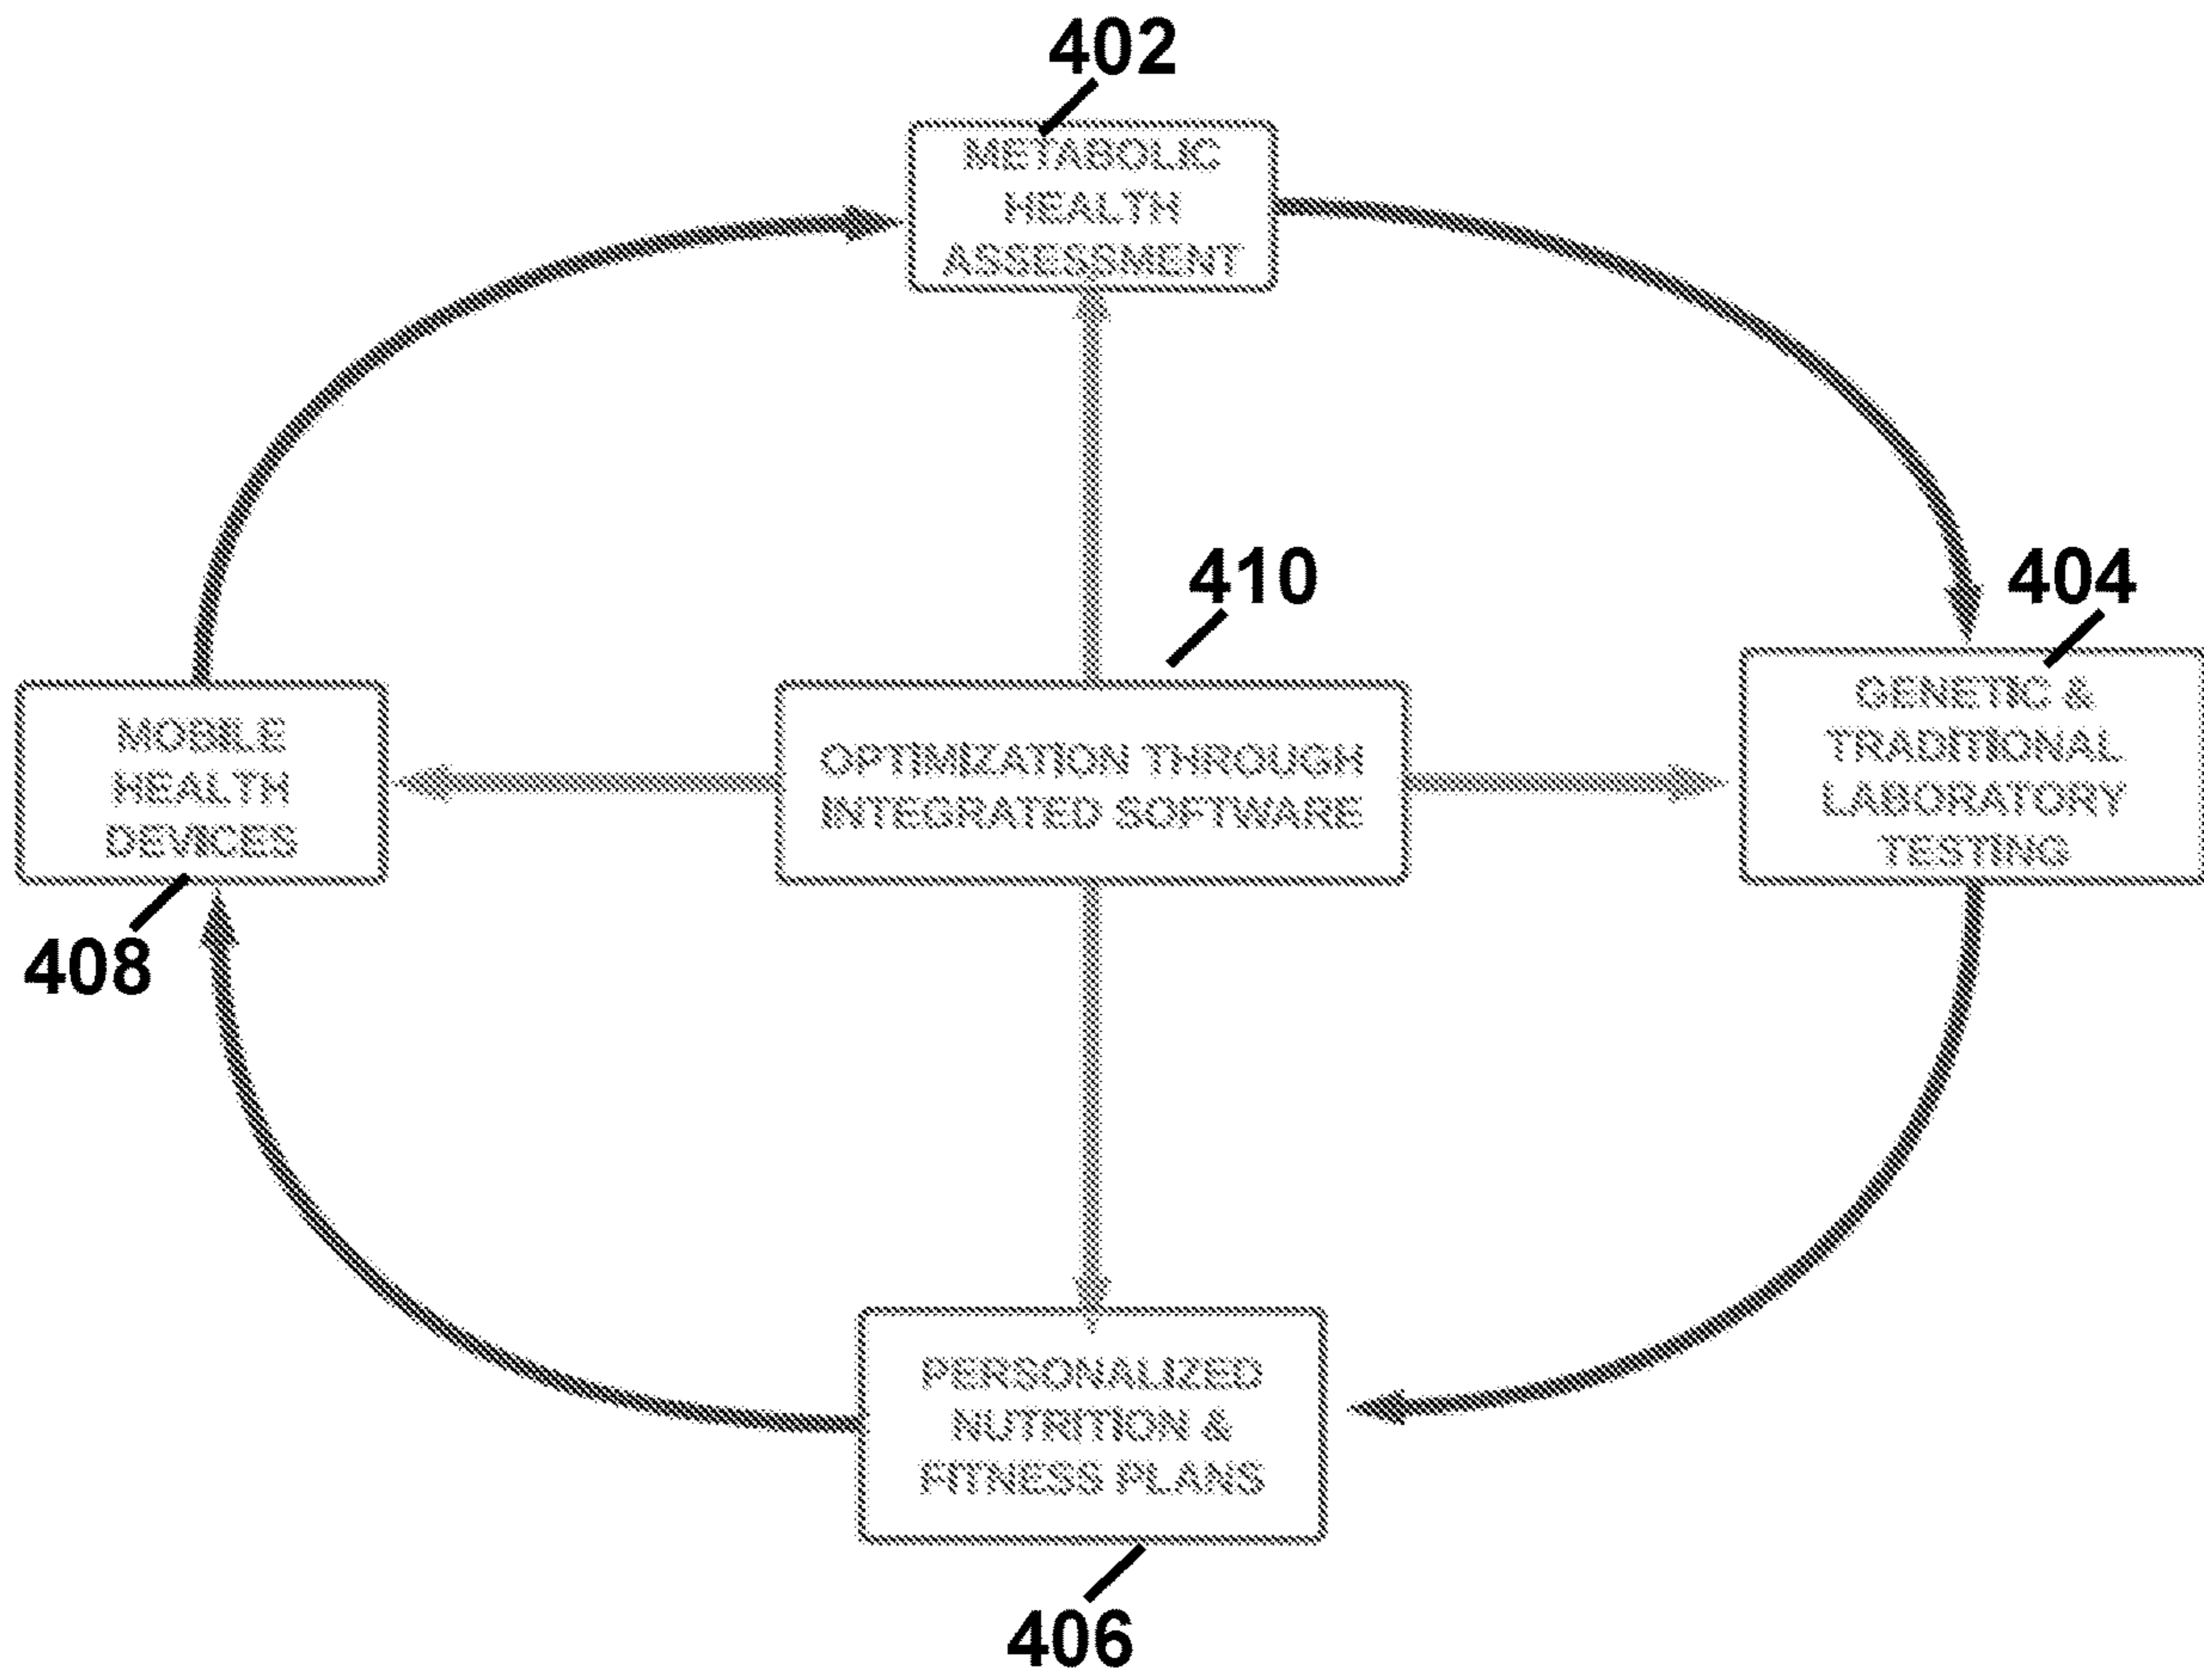 402
METABOLIC
HEALTH
ASSESSMENT
410
404
MOBILE
HEALTH
DEVICES
OPTIMIZATION THROUGH
INTEGRATED SOFTWARE
GENETIC &
TRADITIONAL
LABORATORY
TESTING
408
PERSONALIZED
NUTRITION &
FITNESS PLANS
406